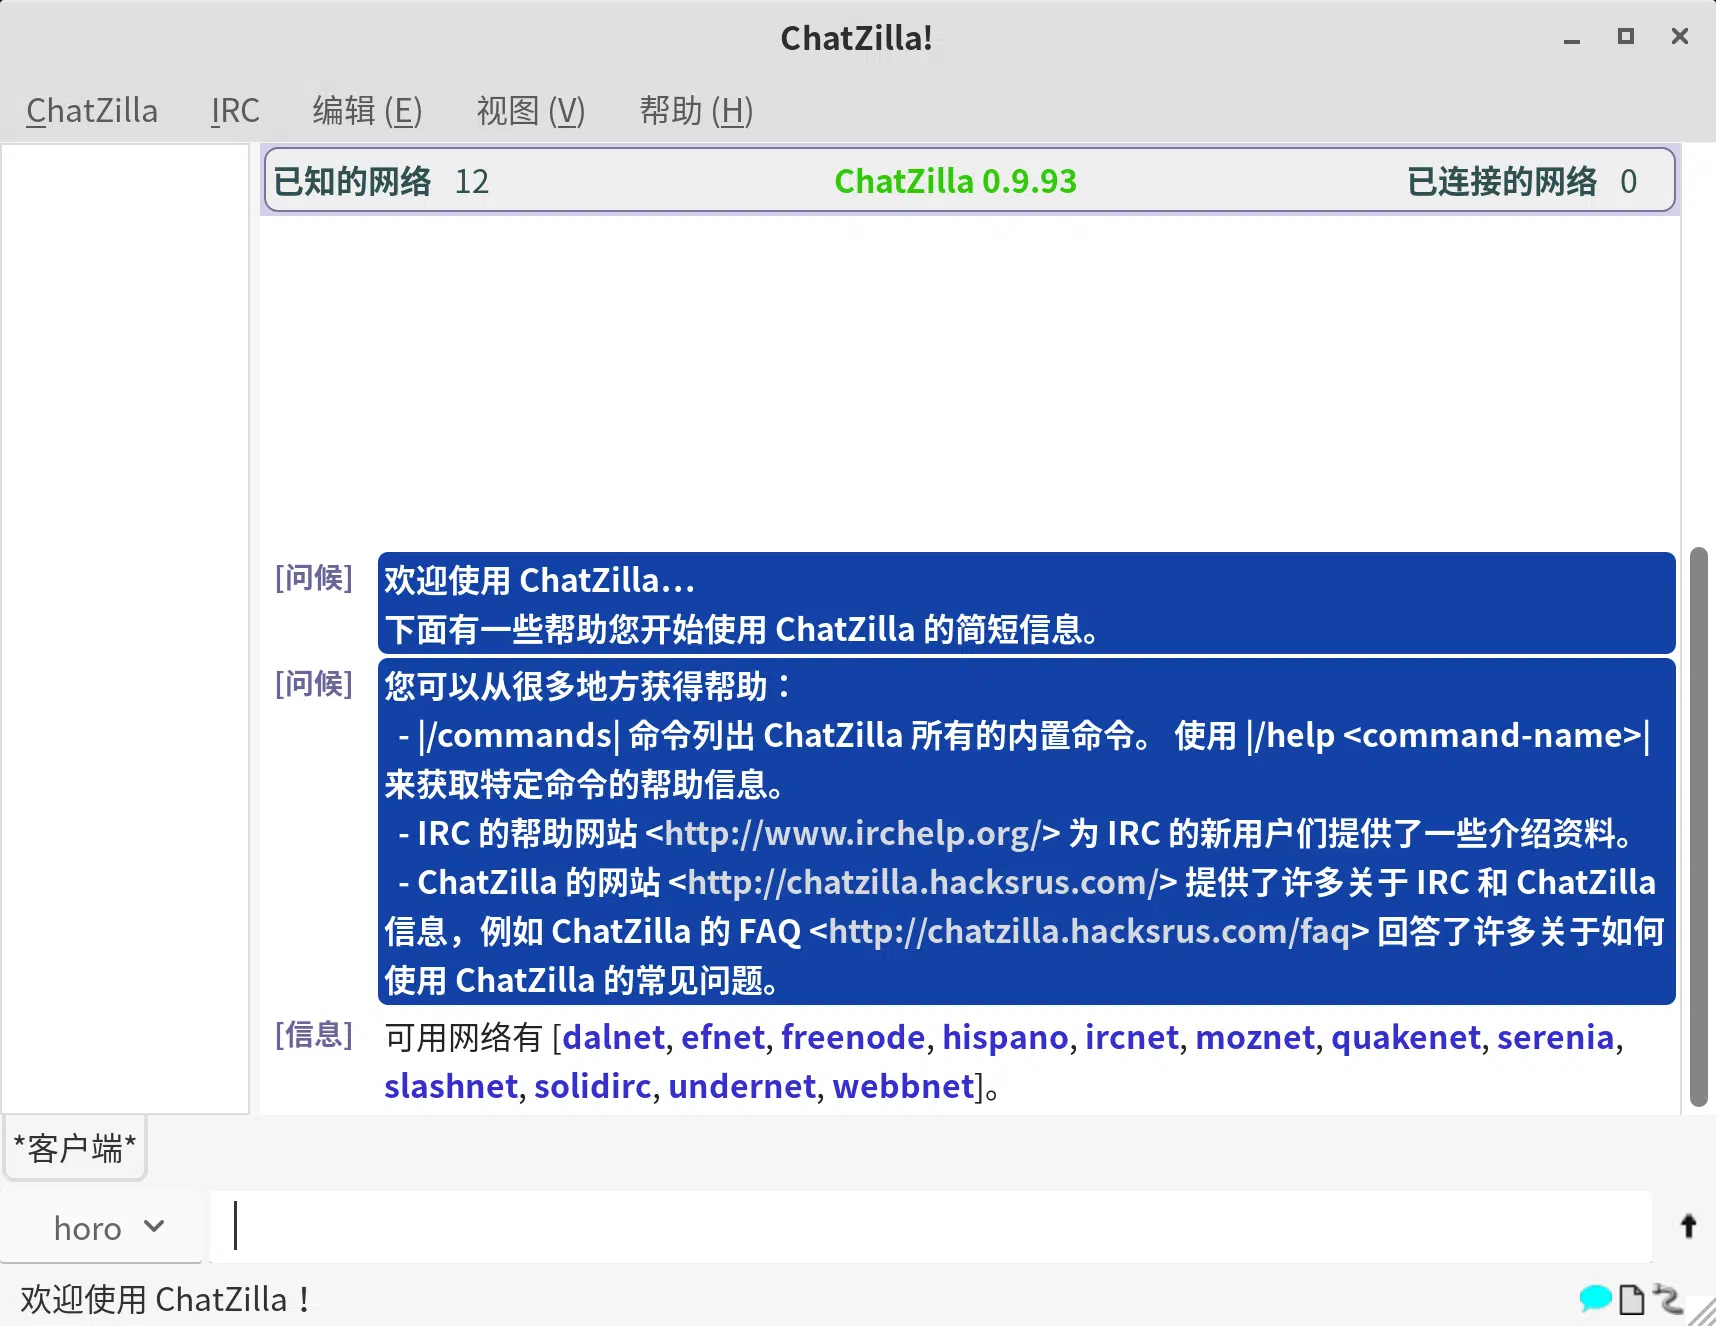 ChatZilla!
ChatZilla IRC 编辑 (E) 视图 (V) 帮助 (H)
已知的网络 12 ChatZilla 0.9.93 已连接的网络 0
[问候] 欢迎使用 ChatZilla...
下面有一些帮助您开始使用 ChatZilla 的简短信息。
[问候] 您可以从很多地方获得帮助：
- |/commands| 命令列出 ChatZilla 所有的内置命令。 使用 |/help <command-name>|
来获取特定命令的帮助信息。
- IRC 的帮助网站 <http://www.irchelp.org/> 为 IRC 的新用户们提供了一些介绍资料。
- ChatZilla 的网站 <http://chatzilla.hacksrus.com/> 提供了许多关于 IRC 和 ChatZilla
信息，例如 ChatZilla 的 FAQ <http://chatzilla.hacksrus.com/faq> 回答了许多关于如何
使用 ChatZilla 的常见问题。
[信息] 可用网络有 [dalnet, efnet, freenode, hispano, ircnet, moznet, quakenet, serenia,
slashnet, solidirc, undernet, webbnet]。
*客户端*
horo
欢迎使用 ChatZilla！